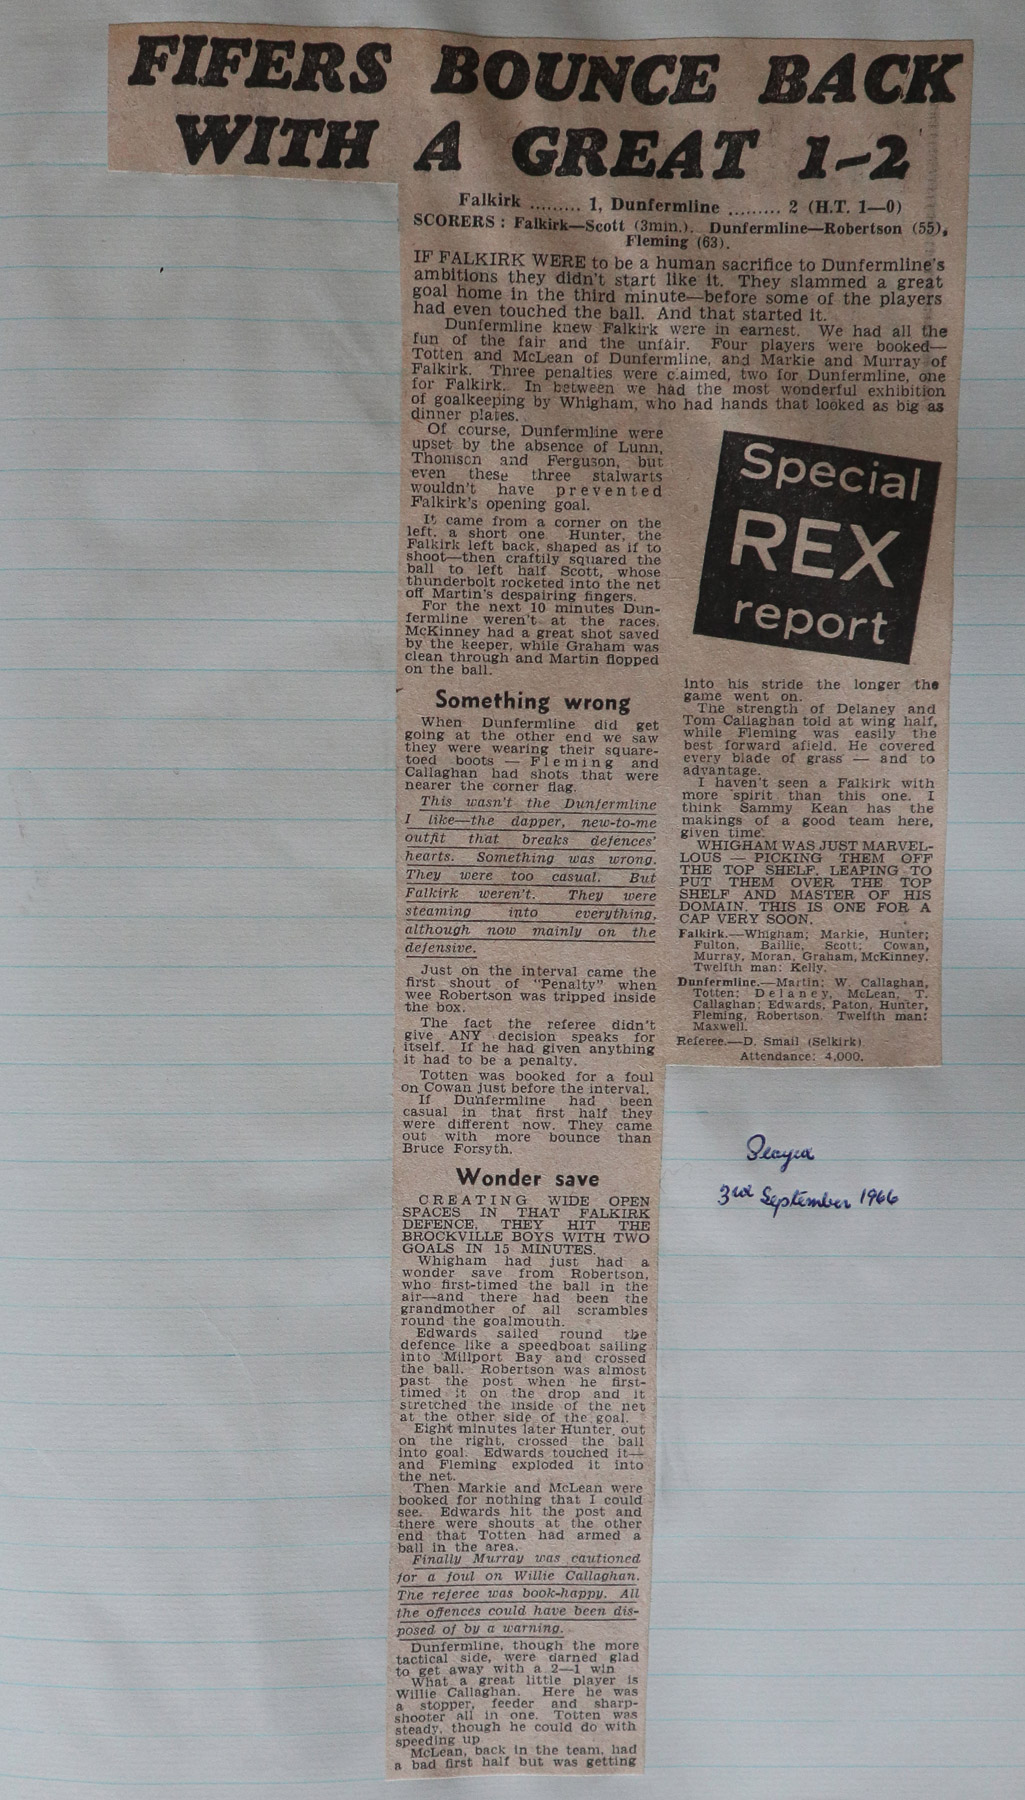 FIFERS BOUNCE BACK
WITH A GREAT 1-2
Falkirk ......... 1, Dunfermline ......... 2 (H.T. 1—0)
SCORERS : Falkirk—Scott (3min.). Dunfermline—Robertson (55),
Fleming (63).
IF FALKIRK WERE to be a human sacrifice to Dunfermline's
ambitions they didn't start like it. They slammed a great
goal home in the third minute—before some of the players
had even touched the ball. And that started it.
Dunfermline knew Falkirk were in earnest. We had all the
fun of the fair and the unfair. Four players were booked—
Totten and McLean of Dunfermline, and Markie and Murray of
Falkirk. Three penalties were claimed, two for Dunfermline, one
for Falkirk. In between we had the most wonderful exhibition
of goalkeeping by Whigham, who had hands that looked as big as
dinner plates.
Of course, Dunfermline were
upset by the absence of Lunn,
Thomson and Ferguson, but
even these three stalwarts
wouldn't have prevented
Falkirk's opening goal.
It came from a corner on the
left, a short one. Hunter, the
Falkirk left back, shaped as if to
shoot—then craftily squared the
ball to left half Scott, whose
thunderbolt rocketed into the net
off Martin's despairing fingers.
For the next 10 minutes Dun-
fermline weren't at the races.
McKinney had a great shot saved
by the keeper, while Graham was
clean through and Martin flopped
on the ball.
Something wrong
When Dunfermline did get
going at the other end we saw
they were wearing their square-
toed boots — Fleming and
Callaghan had shots that were
nearer the corner flag.
This wasn't the Dunfermline
I like—the dapper, new-to-me
outfit that breaks defences'
hearts. Something was wrong.
They were too casual. But
Falkirk weren't. They were
steaming into everything,
although now mainly on the
defensive.
Just on the interval came the
first shout of "Penalty" when
wee Robertson was tripped inside
the box.
The fact the referee didn't
give ANY decision speaks for
itself. If he had given anything
it had to be a penalty.
Totten was booked for a foul
on Cowan just before the interval.
If Dunfermline had been
casual in that first half they
were different now. They came
out with more bounce than
Bruce Forsyth.
Wonder save
CREATING WIDE OPEN
SPACES IN THAT FALKIRK
DEFENCE, THEY HIT THE
BROCKVILLE BOYS WITH TWO
GOALS IN 15 MINUTES.
Whigham had just had a
wonder save from Robertson,
who first-timed the ball in the
air—and there had been the
grandmother of all scrambles
round the goalmouth.
Edwards sailed round the
defence like a speedboat sailing
into Millport Bay and crossed
the ball. Robertson was almost
past the post when he first-
timed it on the drop and it
stretched the inside of the net
at the other side of the goal.
Eight minutes later Hunter, out
on the right, crossed the ball
into goal. Edwards touched it—
and Fleming exploded it into
the net.
Then Markie and McLean were
booked for nothing that I could
see. Edwards hit the post and
there were shouts at the other
end that Totten had armed a
ball in the area.
Finally Murray was cautioned
for a foul on Willie Callaghan.
The referee was book-happy. All
the offences could have been dis-
posed of by a warning.
Dunfermline, though the more
tactical side, were darned glad
to get away with a 2—1 win
What a great little player is
Willie Callaghan. Here he was
a stopper, feeder and sharp-
shooter all in one. Totten was
steady, though he could do with
speeding up
McLean, back in the team, had
a bad first half but was getting
Special
REX
report
into his stride the longer the
game went on.
The strength of Delaney and
Tom Callaghan told at wing half,
while Fleming was easily the
best forward afield. He covered
every blade of grass — and to
advantage.
I haven't seen a Falkirk with
more spirit than this one. I
think Sammy Kean has the
makings of a good team here,
given time.
WHIGHAM WAS JUST MARVEL-
LOUS — PICKING THEM OFF
THE TOP SHELF, LEAPING TO
PUT THEM OVER THE TOP
SHELF AND MASTER OF HIS
DOMAIN. THIS IS ONE FOR A
CAP VERY SOON.
Falkirk.—Whigham; Markie, Hunter;
Fulton, Baillie, Scott; Cowan,
Murray, Moran, Graham, McKinney.
Twelfth man: Kelly.
Dunfermline.—Martin; W. Callaghan,
Totten; Delaney, McLean, T.
Callaghan; Edwards, Paton, Hunter,
Fleming, Robertson. Twelfth man:
Maxwell.
Referee.—D. Smail (Selkirk)
Attendance: 4,000.
Played
3rd September 1966